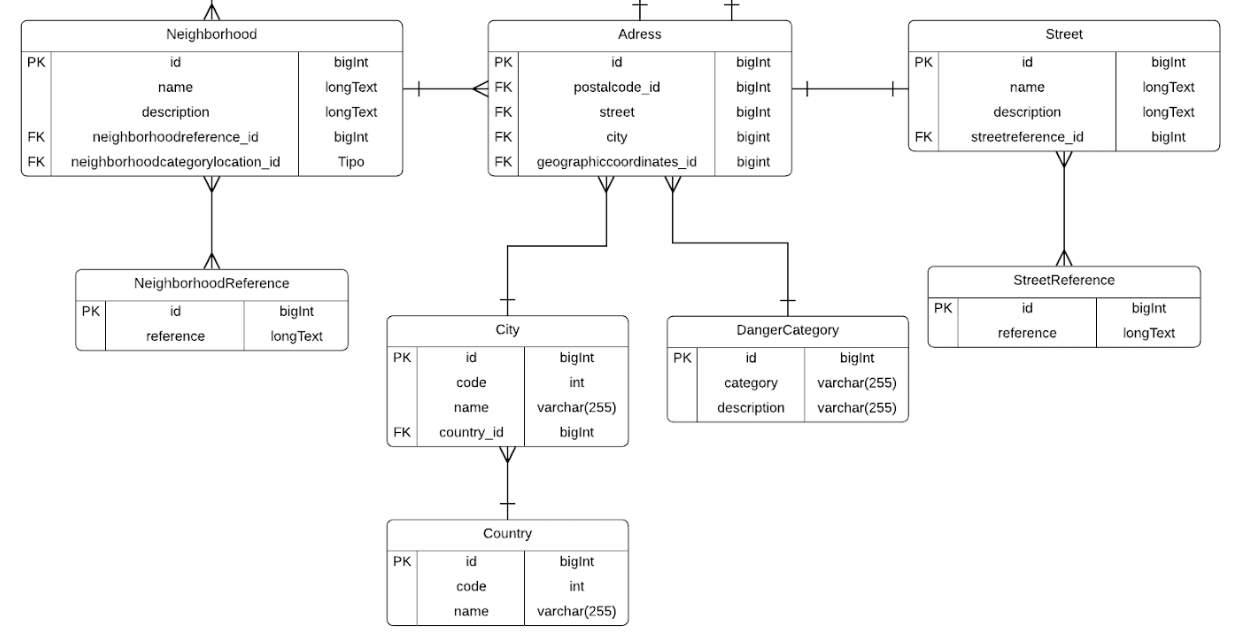 Neighborhood
PK id bigInt
name longText
description longText
FK neighborhoodreference_id bigInt
FK neighborhoodcategorylocation_id Tipo
Adress
PK id bigInt
FK postalcode_id bigInt
FK street bigInt
FK city bigint
FK geographiccoordinates_id bigint
Street
PK id bigInt
name longText
description longText
FK streetreference_id bigInt
NeighborhoodReference
PK id bigInt
reference longText
StreetReference
PK id bigInt
reference longText
City
PK id bigInt
code int
name varchar(255)
FK country_id bigInt
DangerCategory
PK id bigInt
category varchar(255)
description varchar(255)
Country
PK id bigInt
code int
name varchar(255)